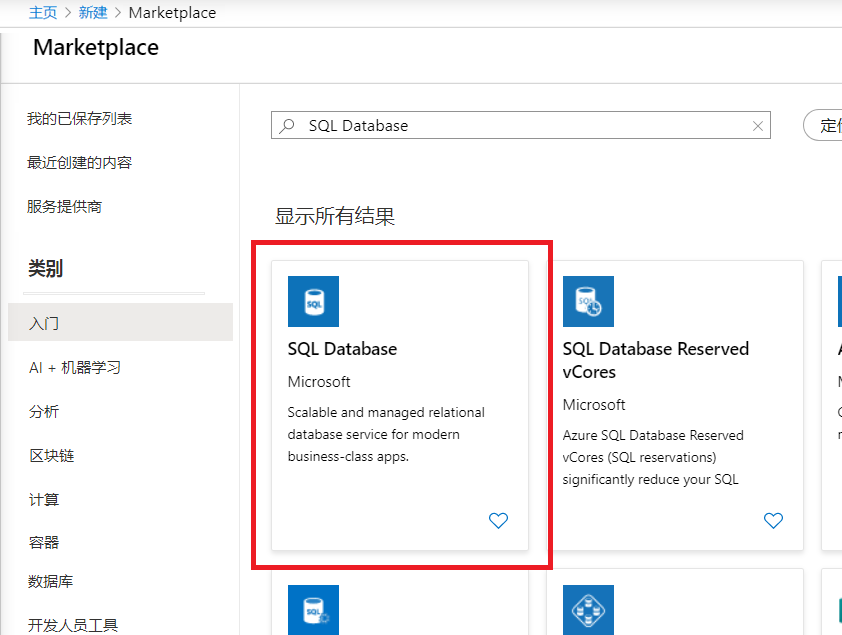 主页 > 新建 > Marketplace
Marketplace
我的已保存列表
最近创建的内容
服务提供商
类别
入门
AI + 机器学习
分析
区块链
计算
容器
数据库
开发人员工具
SQL Database
定
显示所有结果
SQL
SQL Database
Microsoft
Scalable and managed relational
database service for modern
business-class apps.
SQL
SQL Database Reserved
vCores
Microsoft
Azure SQL Database Reserved
vCores (SQL reservations)
significantly reduce your SQL
SQL